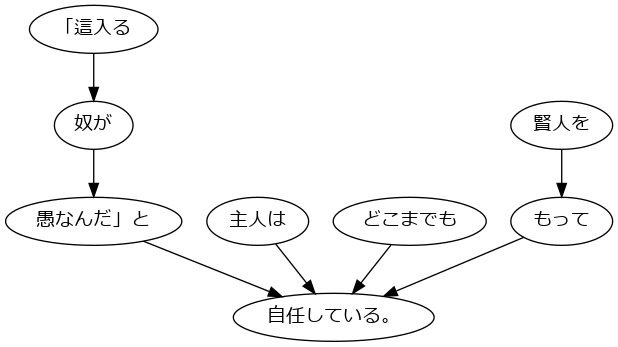 「這入る
奴が
賢人を
愚なんだ」と
主人は
どこまでも
もって
自任している。